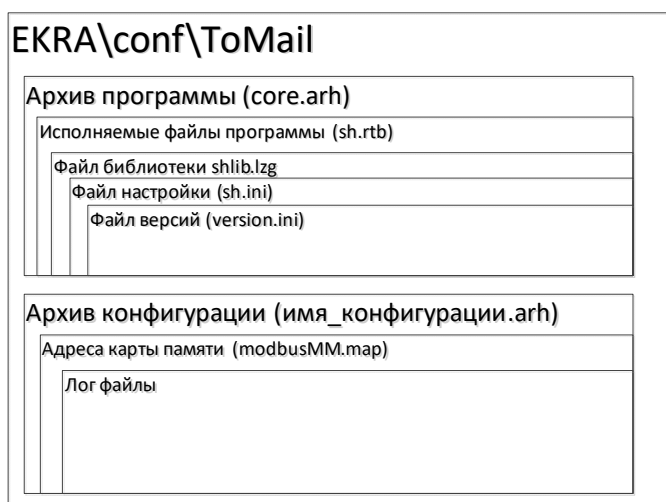 EKRA\conf\ToMail
Архив программы (core.arh)
Исполняемые файлы программы (sh.rtb)
Файл библиотеки shlib.lzg
Файл настройки (sh.ini)
Файл версий (version.ini)
Архив конфигурации (имя_конфигурации.arh)
Адреса карты памяти (modbusMM.map)
Лог файлы